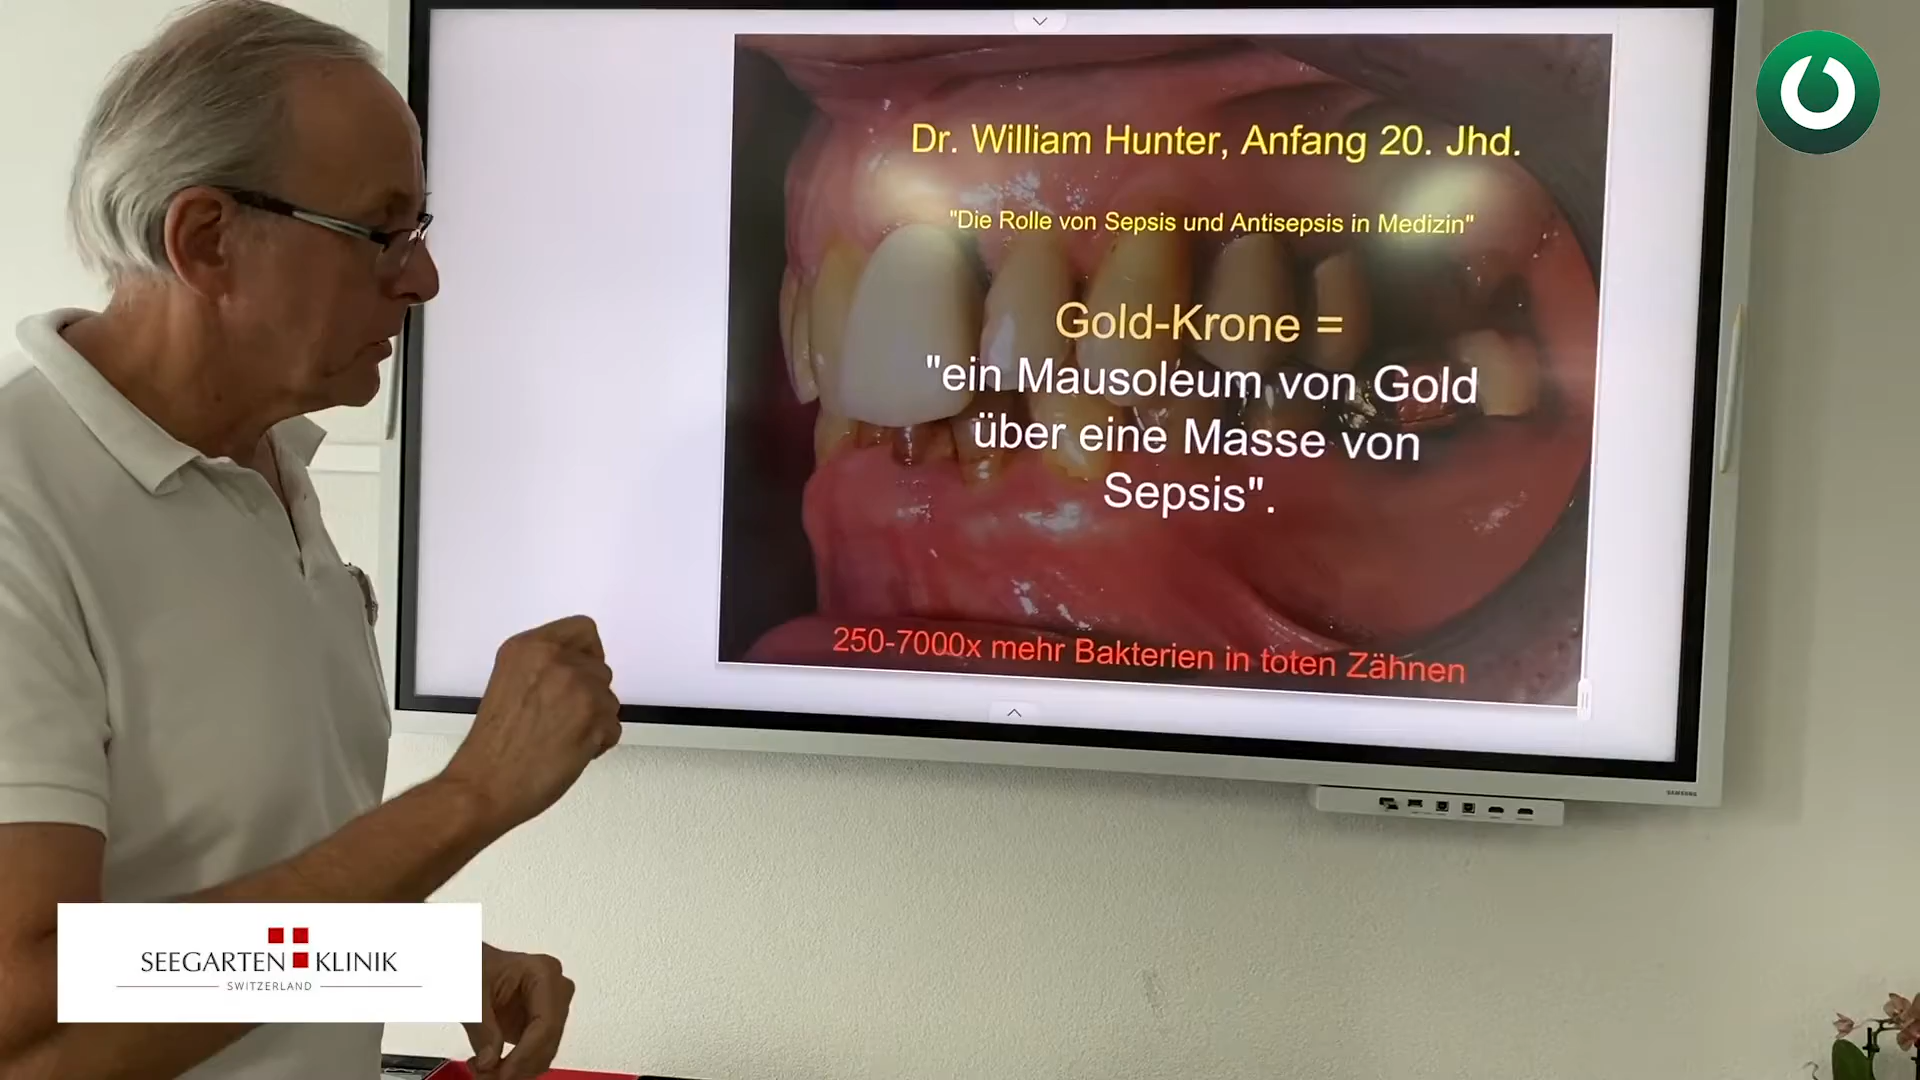 Dr. William Hunter, Anfang 20. Jhd.
"Die Rolle von Sepsis und Antisepsis in Medizin"
Gold-Krone =
"ein Mausoleum von Gold
über eine Masse von
Sepsis".
250-7000x mehr Bakterien in toten Zähnen
SAMSUNG
SEEGARTEN KLINIK
SWITZERLAND